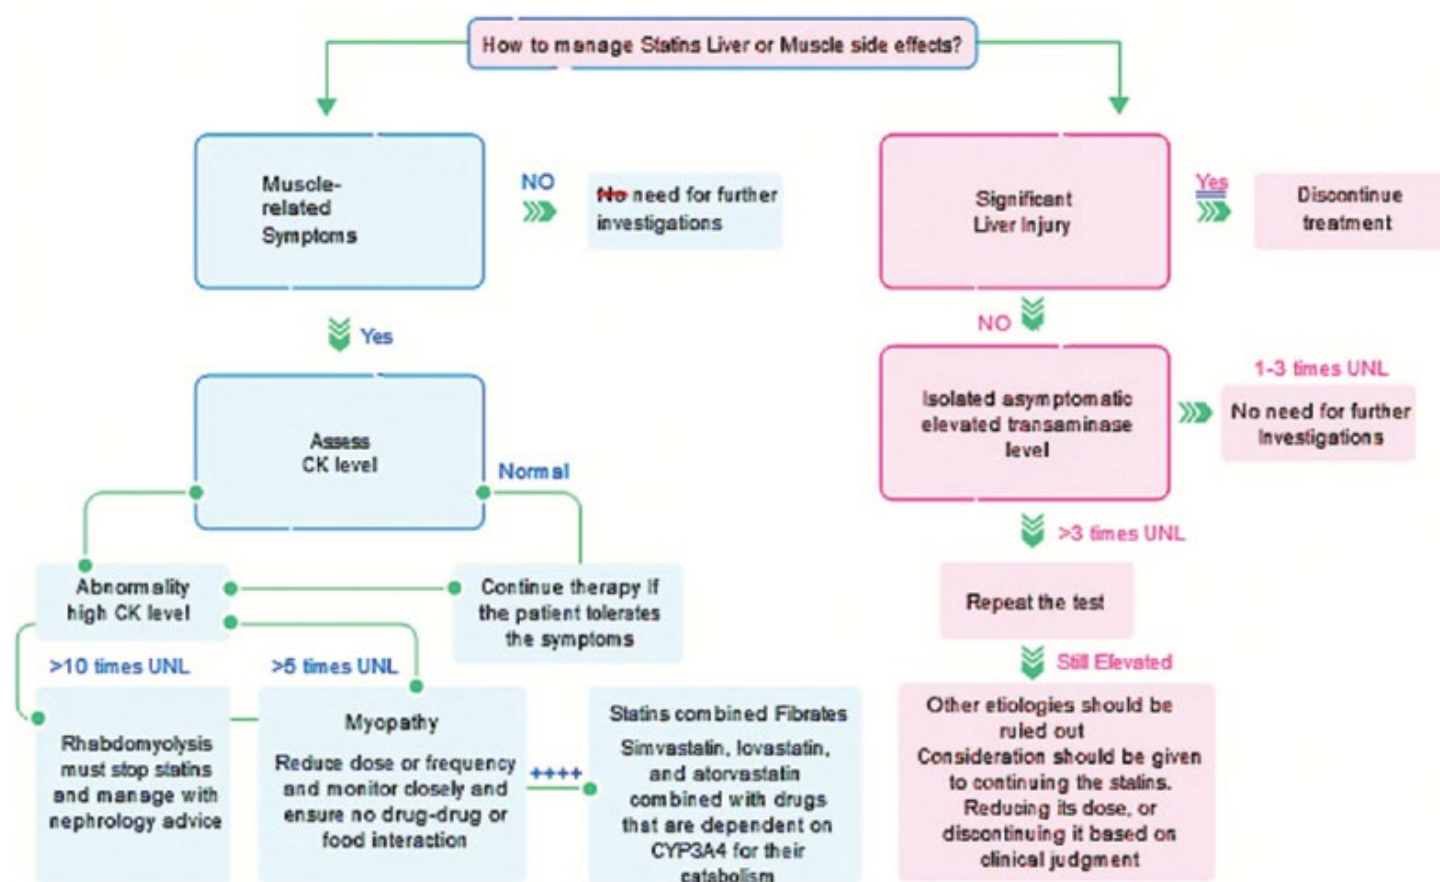 How to manage Statins Liver or Muscle side effects?
Muscle-
related
Symptoms
NO
No need for further
investigations
Yes
Assess
CK level
Normal
Abnormality
high CK level
Continue therapy If
the patient tolerates
the symptoms
>10 times UNL
>5 times UNL
Rhabdomyolysis
must stop statins
and manage with
nephrology advice
Myopathy
Reduce dose or frequency
and monitor closely and
ensure no drug-drug or
food interaction
++++
Statins combined Fibrates
Simvastatin, lovastatin,
and atorvastatin
combined with drugs
that are dependent on
CYP3A4 for their
catabolism
Significant
Liver Injury
Yes
Discontinue
treatment
NO
Isolated asymptomatic
elevated transaminase
level
1-3 times UNL
No need for further
Investigations
>3 times UNL
Repeat the test
Still Elevated
Other etiologies should be
ruled out
Consideration should be given
to continuing the statins.
Reducing its dose, or
discontinuing it based on
clinical judgment